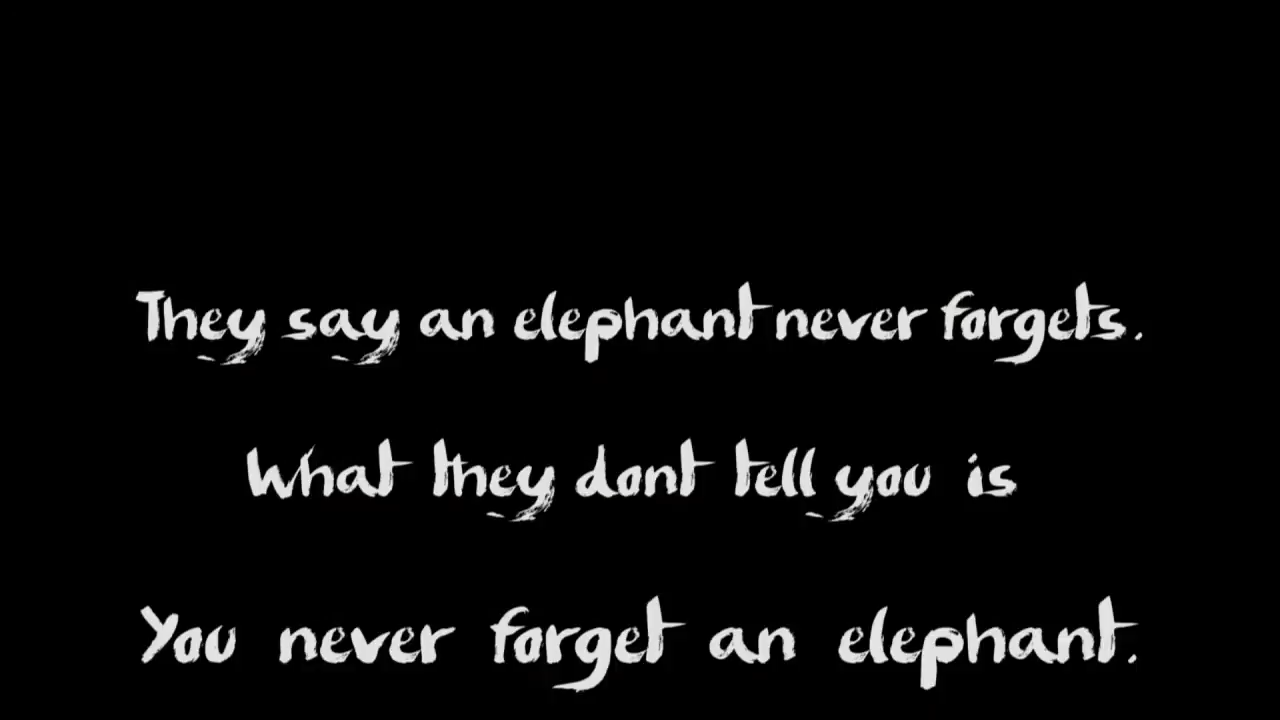 They say an elephant never forgets.
What they dont tell you is
You never forget an elephant.